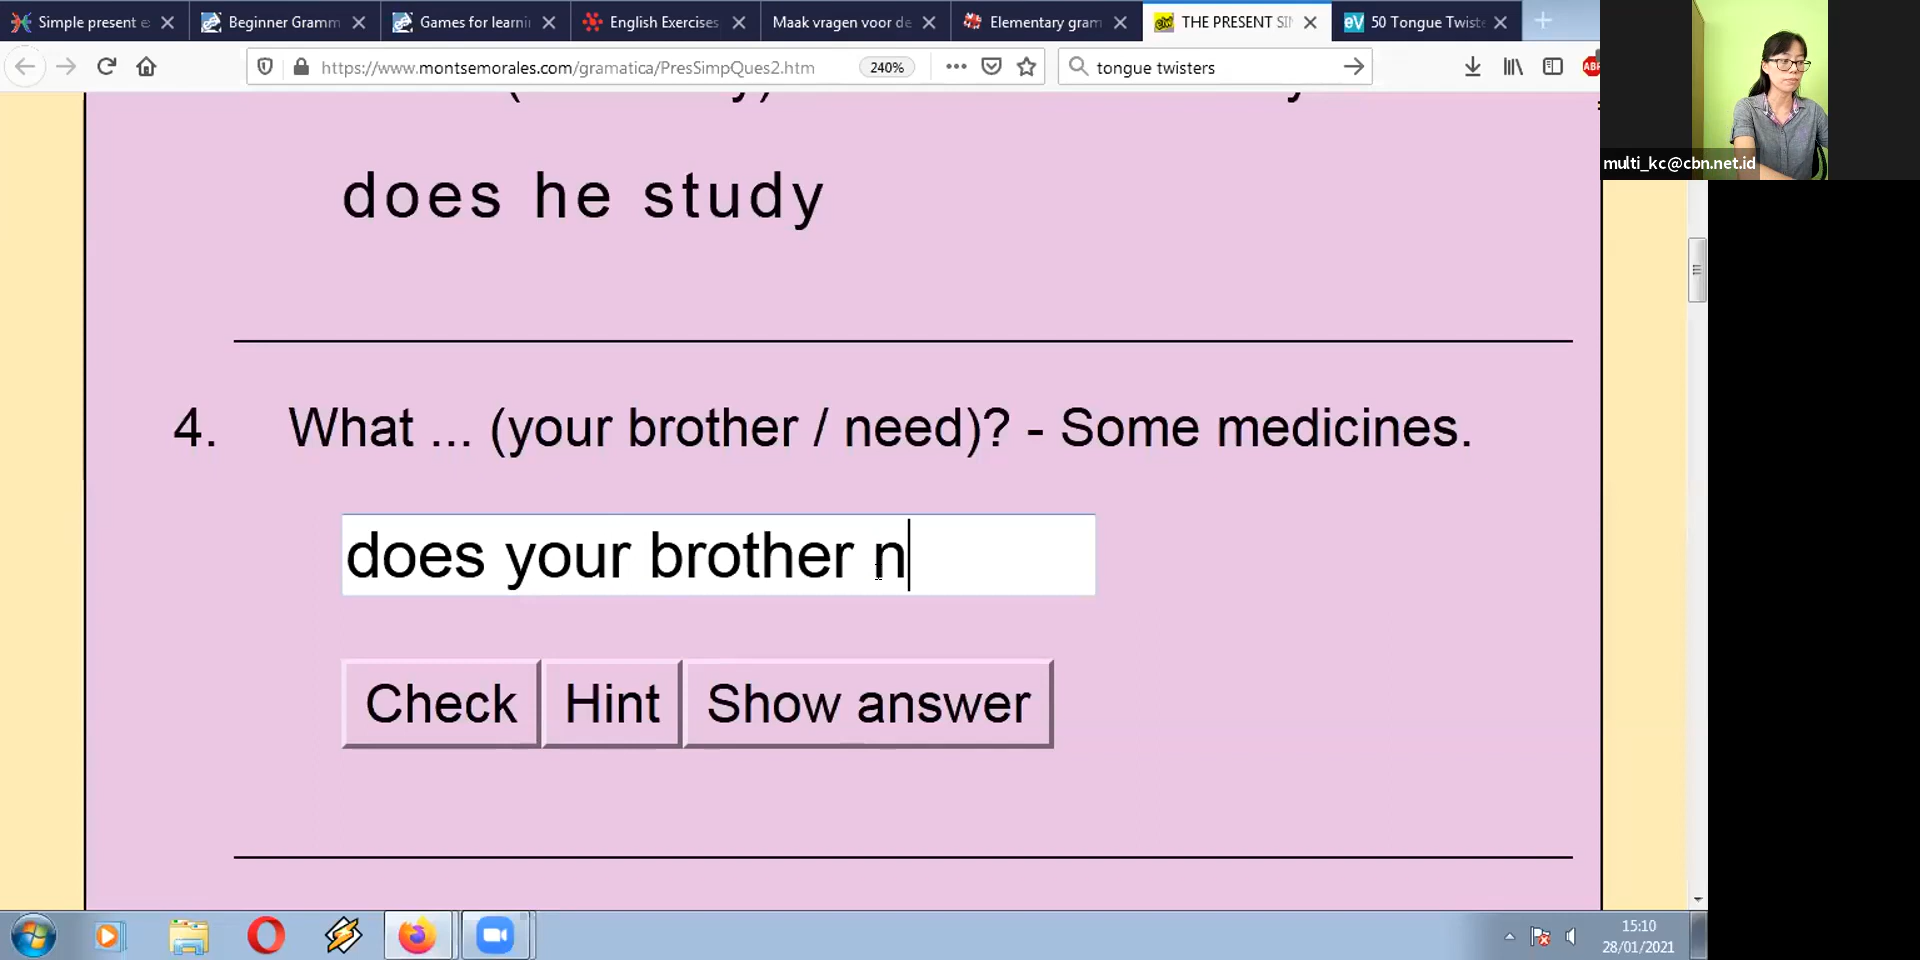 Simple present e
Beginner Gramm
Games for learni
English Exercises
Maak vragen voor de
Elementary gram
THE PRESENT SI
50 Tongue Twist
https://www.montsemorales.com/gramatica/PresSimpQues2.htm
240%
tongue twisters
ABP
multi_kc@cbn.net.id
does he study
4. What ... (your brother / need)? - Some medicines.
does your brother n
Check
Hint
Show answer
15:10
28/01/2021